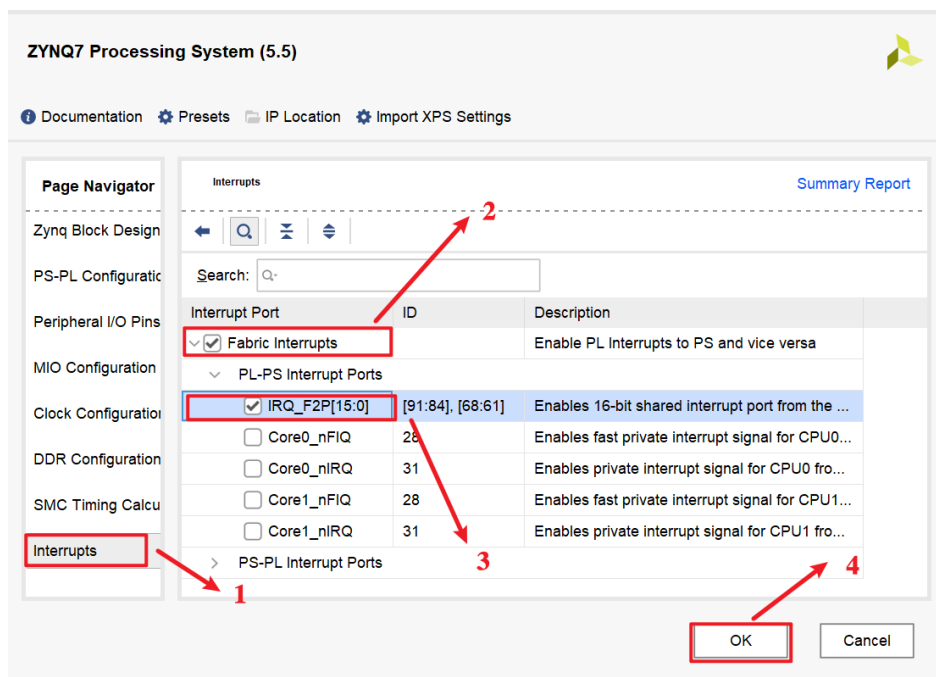 ZYNQ7 Processing System (5.5)
Documentation Presets IP Location Import XPS Settings
Page Navigator
Zynq Block Design
PS-PL Configuratic
Peripheral I/O Pins
MIO Configuration
Clock Configuration
DDR Configuration
SMC Timing Calcu
Interrupts
1
Interrupts
Summary Report
2
Search:
Interrupt Port ID Description
Fabric Interrupts Enable PL Interrupts to PS and vice versa
PL-PS Interrupt Ports
IRQ_F2P[15:0] [91:84], [68:61] Enables 16-bit shared interrupt port from the ...
Core0_nFIQ 28 Enables fast private interrupt signal for CPU0...
Core0_nIRQ 31 Enables private interrupt signal for CPU0 fro...
Core1_nFIQ 28 Enables fast private interrupt signal for CPU1...
Core1_nIRQ 31 Enables private interrupt signal for CPU1 fro...
PS-PL Interrupt Ports
3
4
OK Cancel